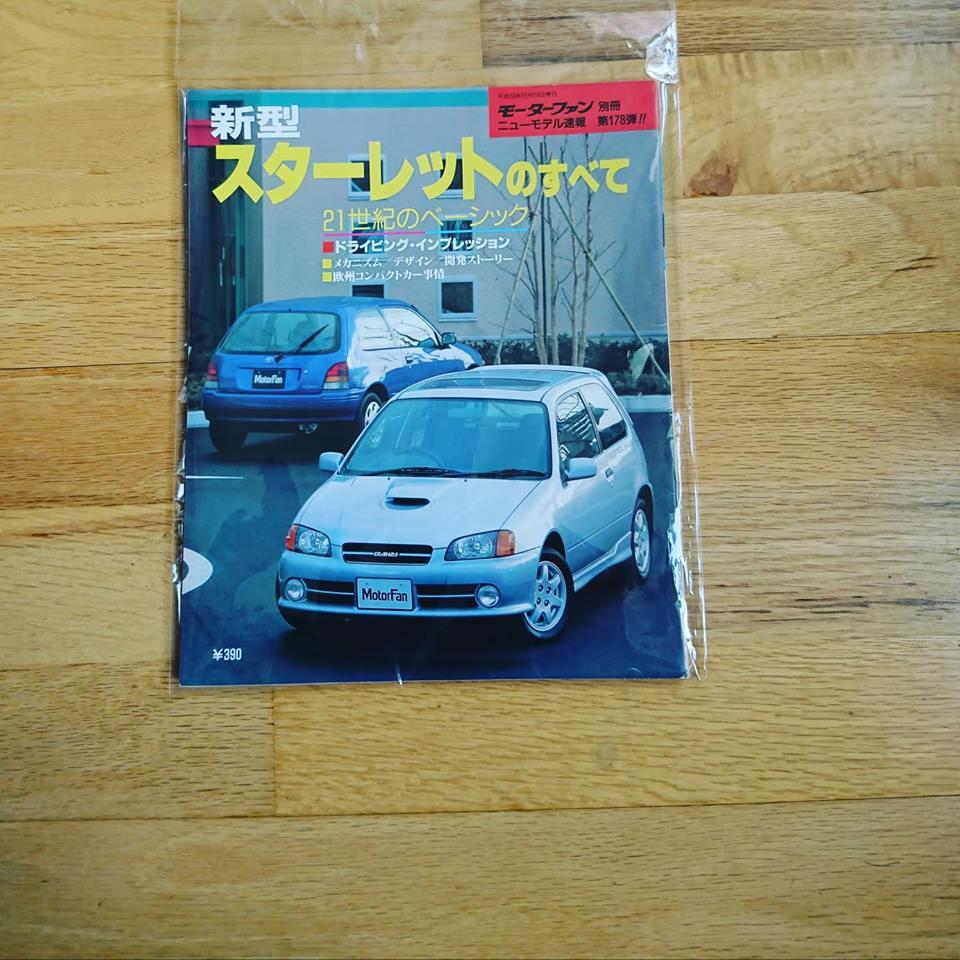 モーターファン 別冊
ニューモデル速報 第178弾!!
新型
スターレットのすべて
21世紀のベーシック
■ドライビング・インプレッション
■メカニズム/デザイン/開発ストーリー
■欧州コンパクトカー事情
MotorFan
GLANZA
MotorFan
¥390